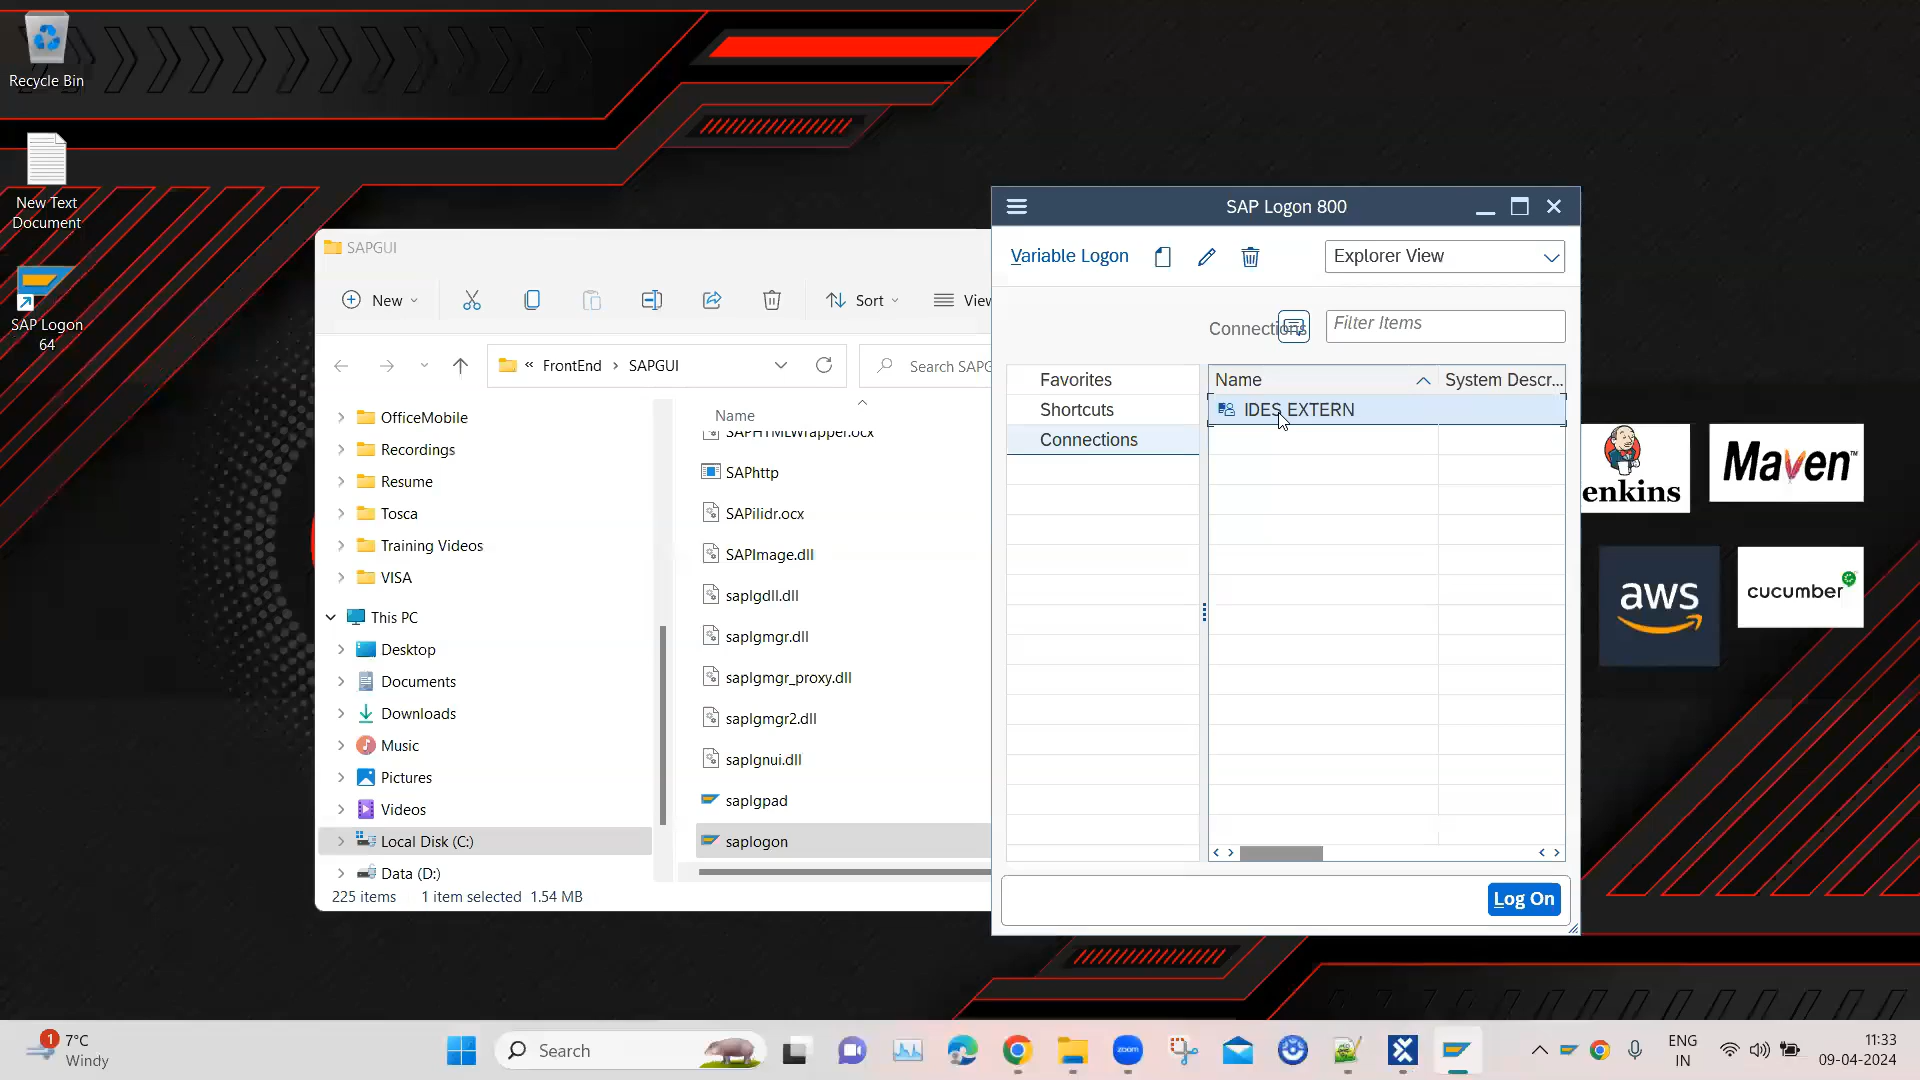 Recycle Bin
New Text
Document
SAP Logon
64
SAPGUI
New
Sort
View
« FrontEnd › SAPGUI
Search SAPG
OfficeMobile
Recordings
Resume
Tosca
Training Videos
VISA
This PC
Desktop
Documents
Downloads
Music
Pictures
Videos
Local Disk (C:)
Data (D:)
Name
SAPHTMLWrapper.ocx
SAPhttp
SAPilidr.ocx
SAPImage.dll
saplgdll.dll
saplgmgr.dll
saplgmgr_proxy.dll
saplgmgr2.dll
saplgnui.dll
saplgpad
saplogon
225 items 1 item selected 1.54 MB
SAP Logon 800
Variable Logon
Explorer View
Connections
Filter Items
Favorites
Shortcuts
Connections
Name System Descr...
IDES EXTERN
Log On
enkins
Maven™
aws
cucumber
1
7°C
Windy
Search
zoom
ENG
IN
11:33
09-04-2024